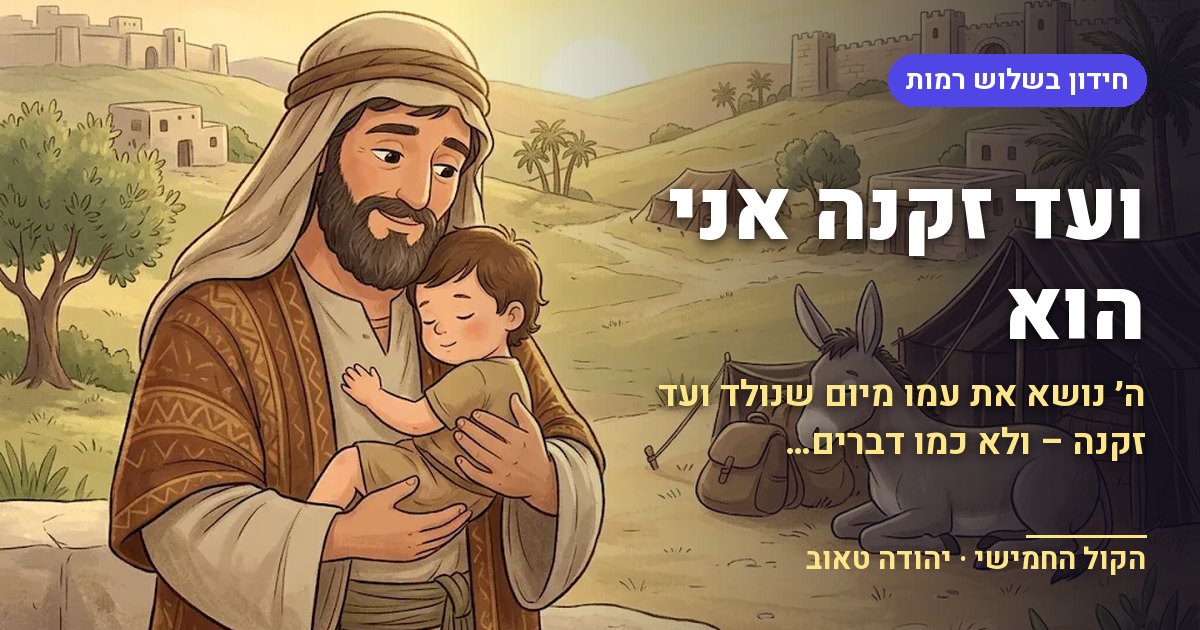 חידון בשלוש רמות
ועד זקנה אני
הוא
ה׳ נושא את עמו מיום שנולד ועד
זקנה – ולא כמו דברים...
הקול החמישי · יהודה טאוב